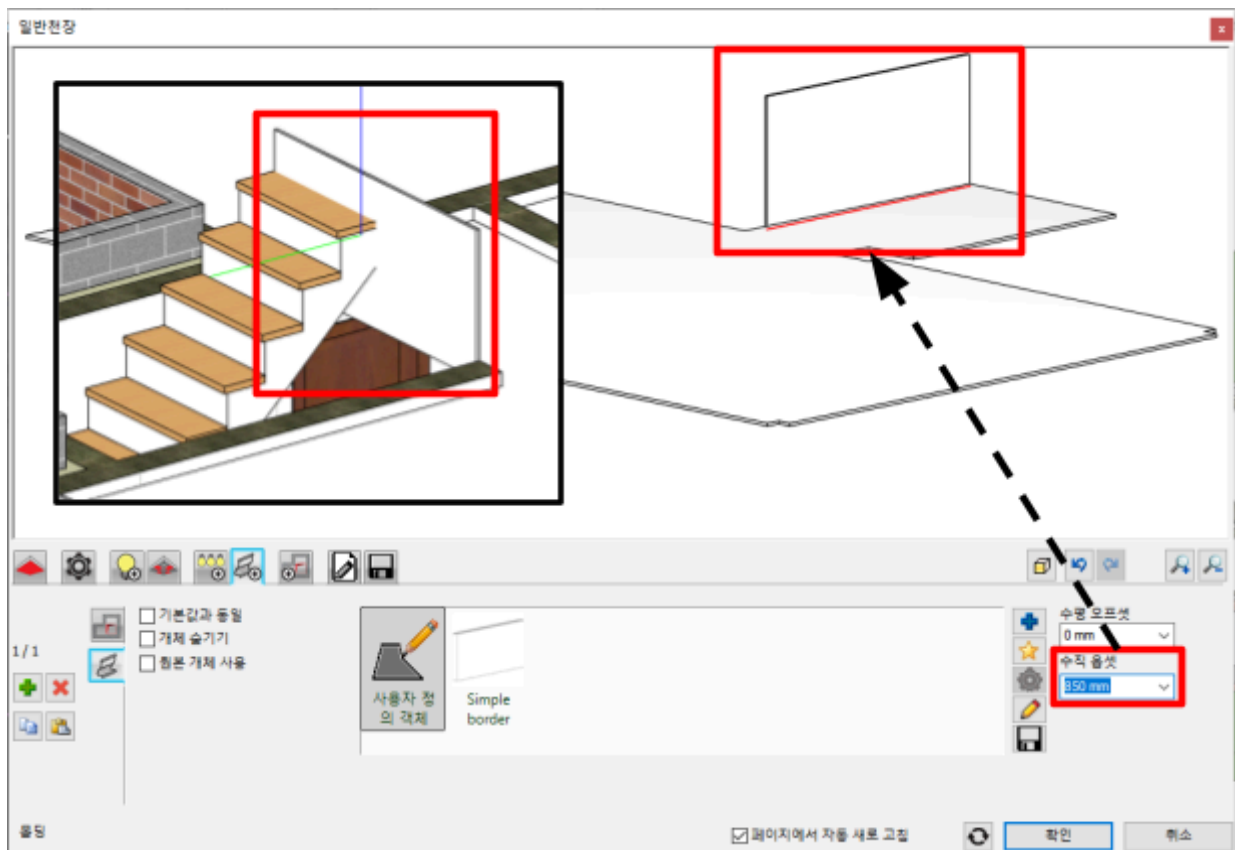 일반천장
x
1/1
기본값과 동일
개체 숨기기
원본 개체 사용
사용자 정
의 객체
Simple
border
수평 오프셋
0 mm
수직 옵셋
850 mm
몰딩
페이지에서 자동 새로 고침
확인
취소